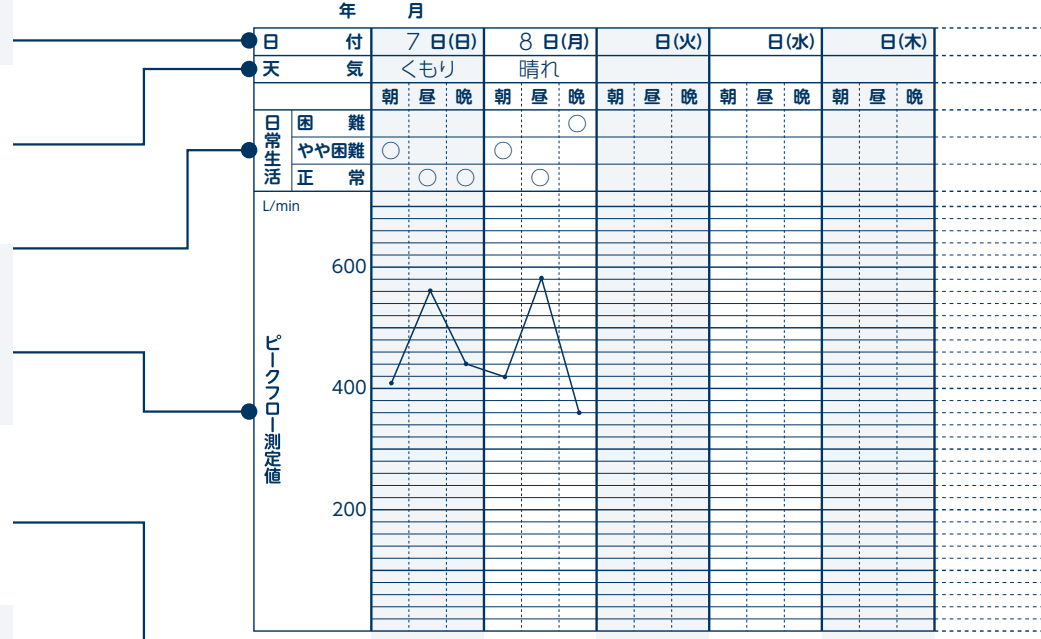 年 月
日 付 7 日(日) 8 日(月) 日(火) 日(水) 日(木)
天 気 くもり 晴れ
朝 昼 晩 朝 昼 晩 朝 昼 晩 朝 昼 晩 朝 昼 晩
日常生活
困 難 ○
やや困難 ○ ○
正 常 ○ ○ ○
L/min
ピークフロー測定値
600
400
200